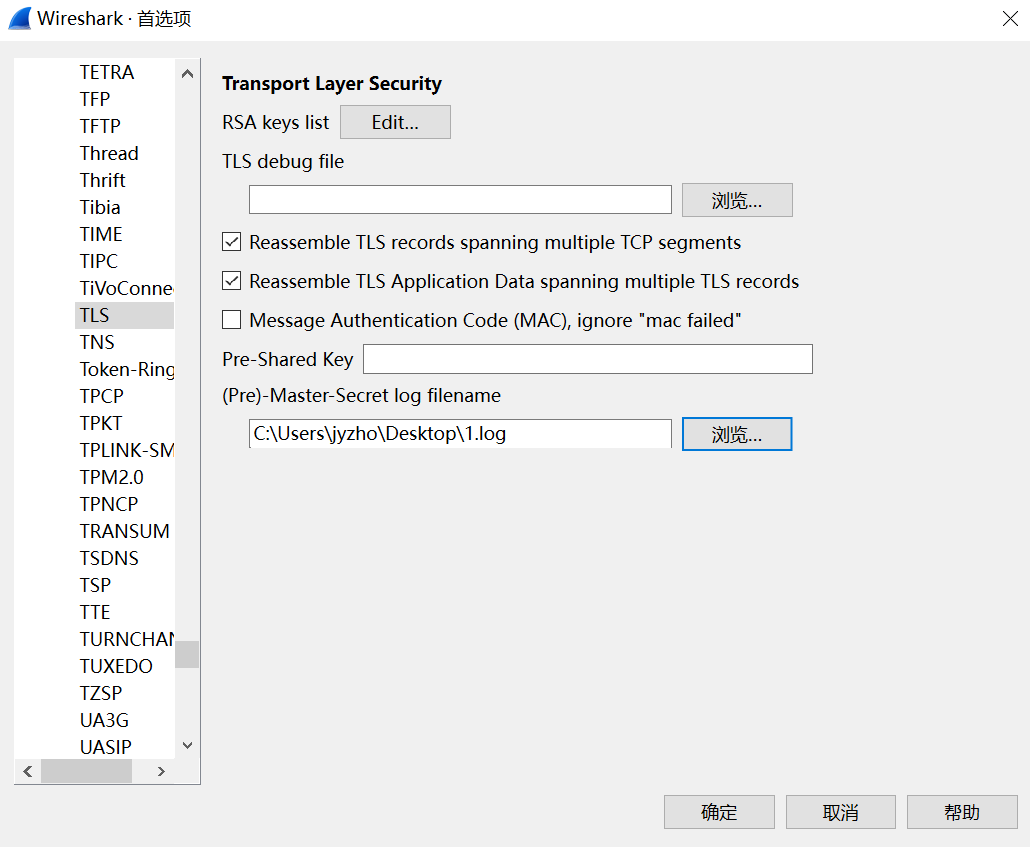 Wireshark · 首选项
TETRA
TFP
TFTP
Thread
Thrift
Tibia
TIME
TIPC
TiVoConne
TLS
TNS
Token-Ring
TPCP
TPKT
TPLINK-SM
TPM2.0
TPNCP
TRANSUM
TSDNS
TSP
TTE
TURNCHAN
TUXEDO
TZSP
UA3G
UASIP
Transport Layer Security
RSA keys list Edit...
TLS debug file
浏览...
Reassemble TLS records spanning multiple TCP segments
Reassemble TLS Application Data spanning multiple TLS records
Message Authentication Code (MAC), ignore "mac failed"
Pre-Shared Key
(Pre)-Master-Secret log filename
C:\Users\jyzho\Desktop\1.log 浏览...
确定 取消 帮助